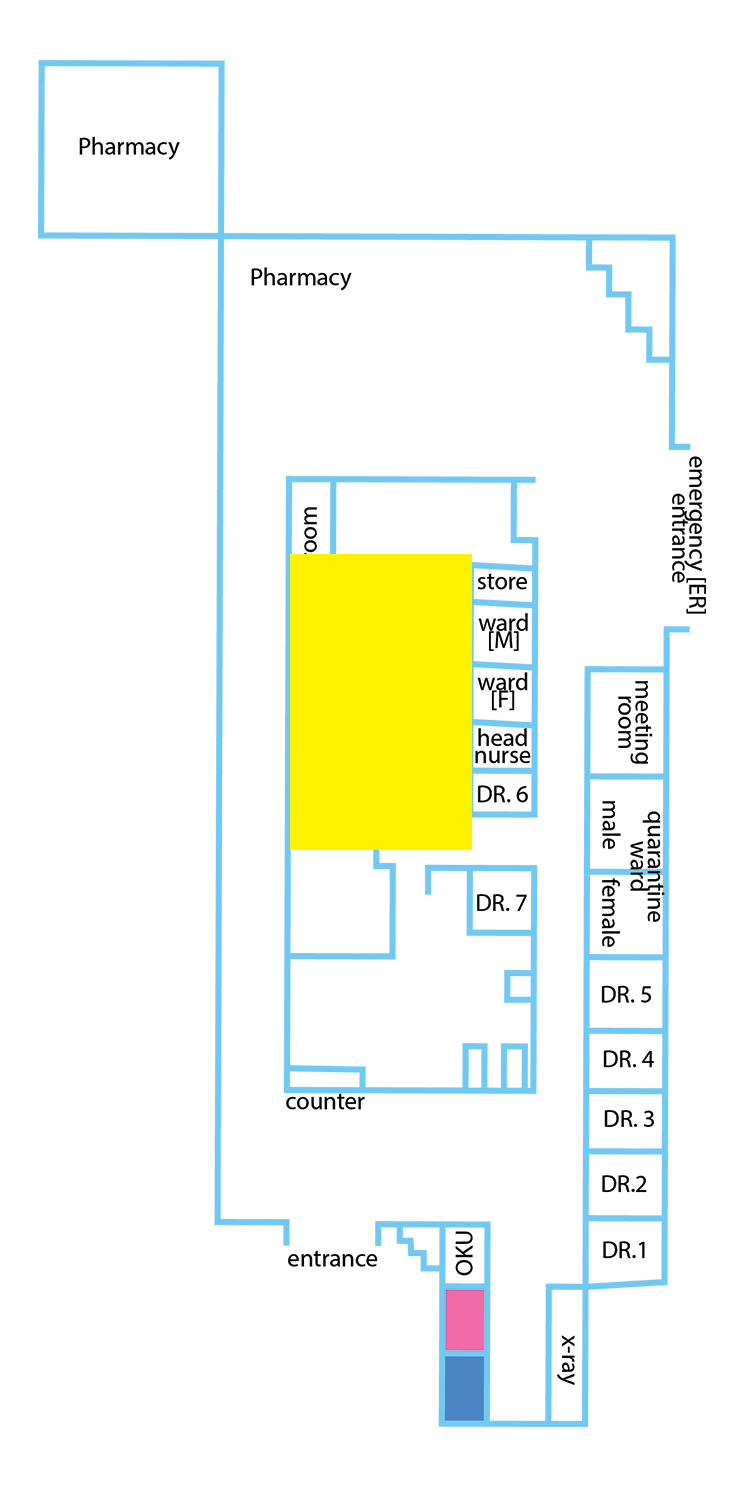 Pharmacy
Pharmacy
emergency [ER]
entrance
store
ward
[M]
ward
[F]
head
nurse
DR. 6
meeting
room
quarantine
ward
male
female
DR. 7
DR. 5
DR. 4
DR. 3
DR.2
DR.1
counter
entrance
OKU
x-ray